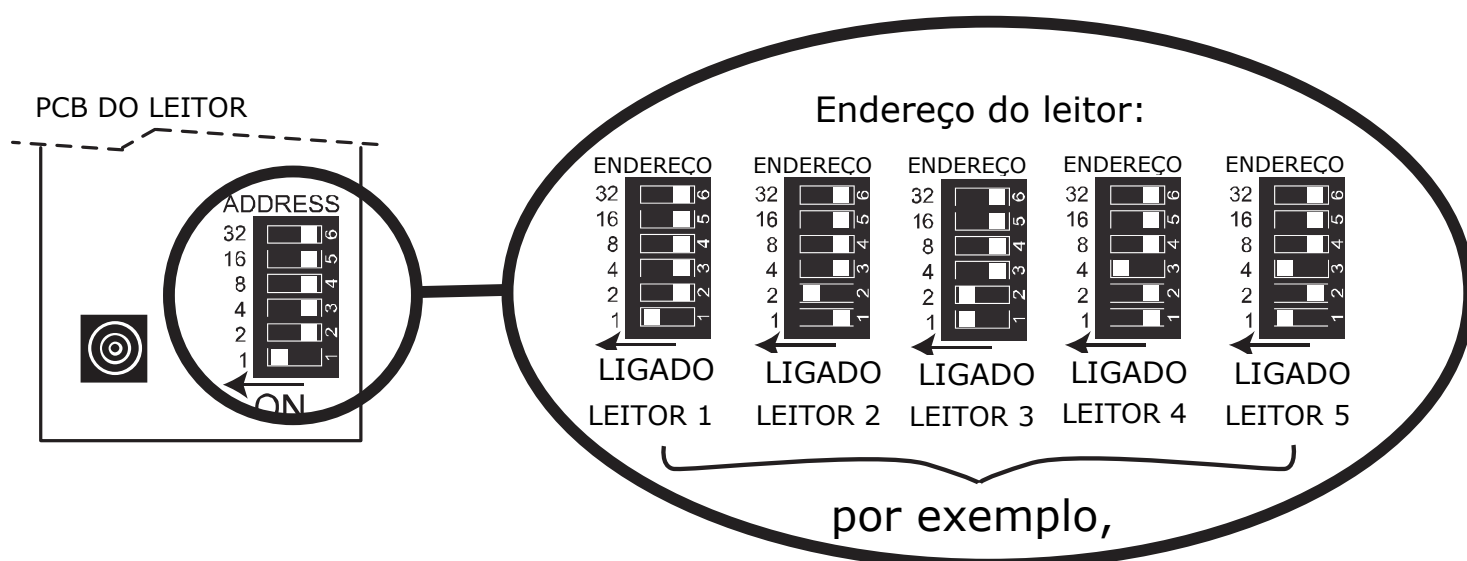 PCB DO LEITOR
ADDRESS
32 6
16 5
8 4
4 3
2 2
1 1
ON
Endereço do leitor:
ENDEREÇO
32 6
16 5
8 4
4 3
2 2
1 1
LIGADO
LEITOR 1
ENDEREÇO
32 6
16 5
8 4
4 3
2 2
1 1
LIGADO
LEITOR 2
ENDEREÇO
32 6
16 5
8 4
4 3
2 2
1 1
LIGADO
LEITOR 3
ENDEREÇO
32 6
16 5
8 4
4 3
2 2
1 1
LIGADO
LEITOR 4
ENDEREÇO
32 6
16 5
8 4
4 3
2 2
1 1
LIGADO
LEITOR 5
por exemplo,